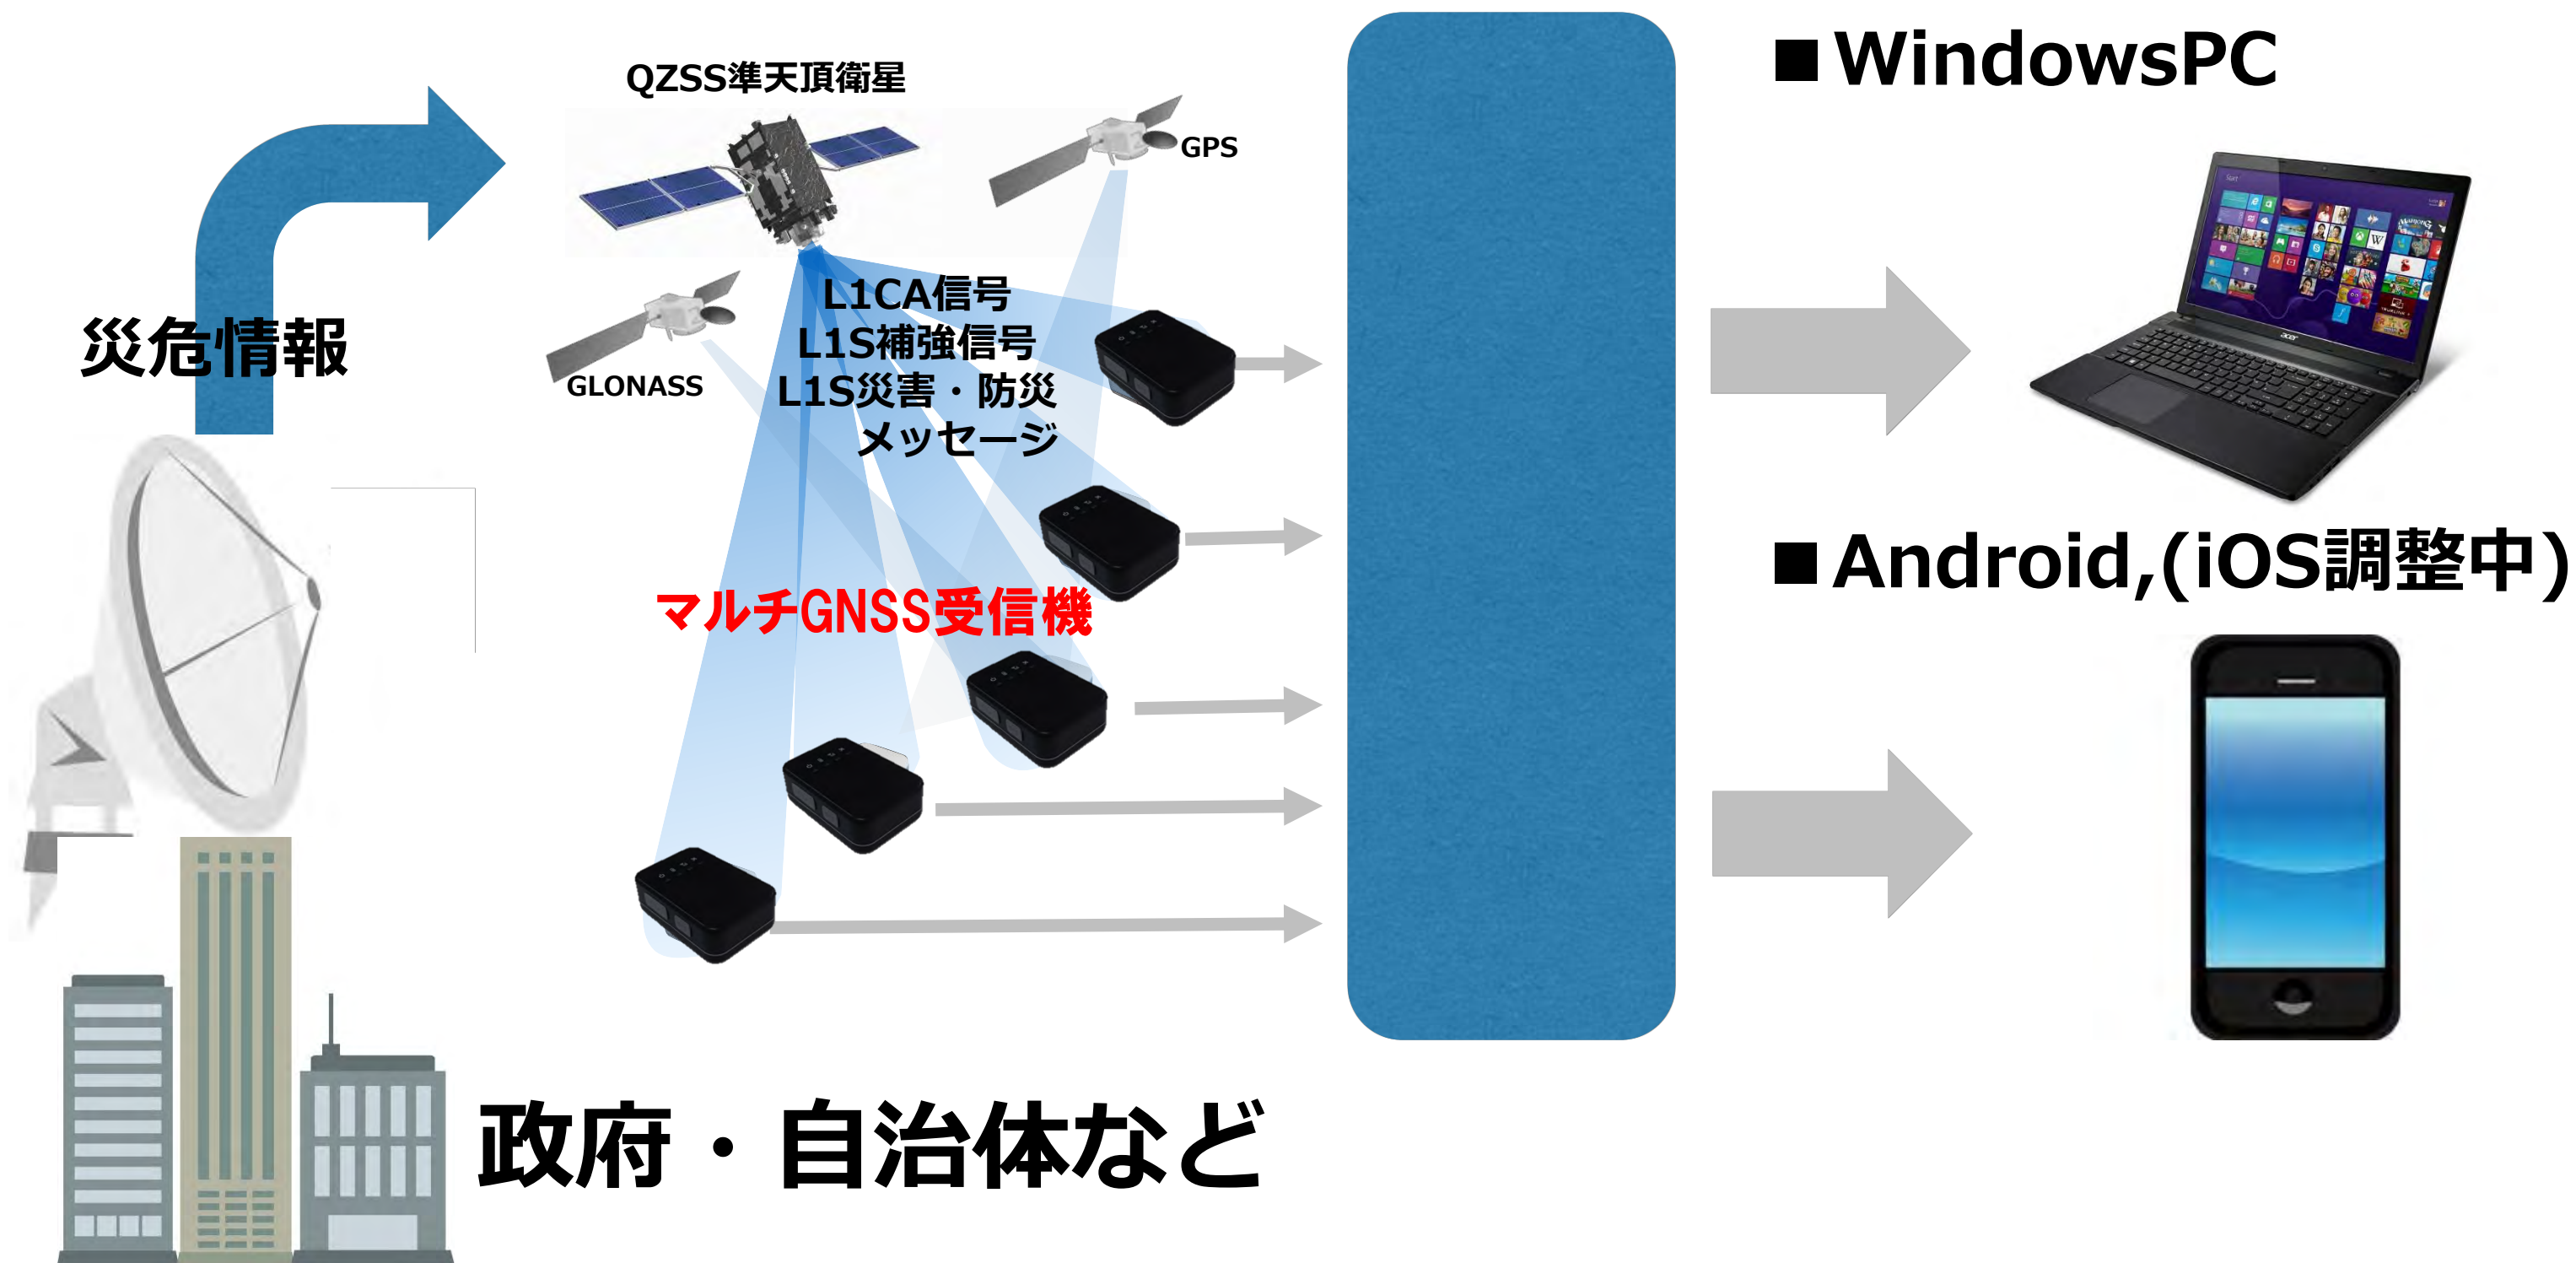 QZSS準天頂衛星
GPS
GLONASS
L1CA信号
L1S補強信号
L1S災害・防災
メッセージ
災危情報
マルチGNSS受信機
政府・自治体など
■WindowsPC
Start
acer
■Android,(iOS調整中)